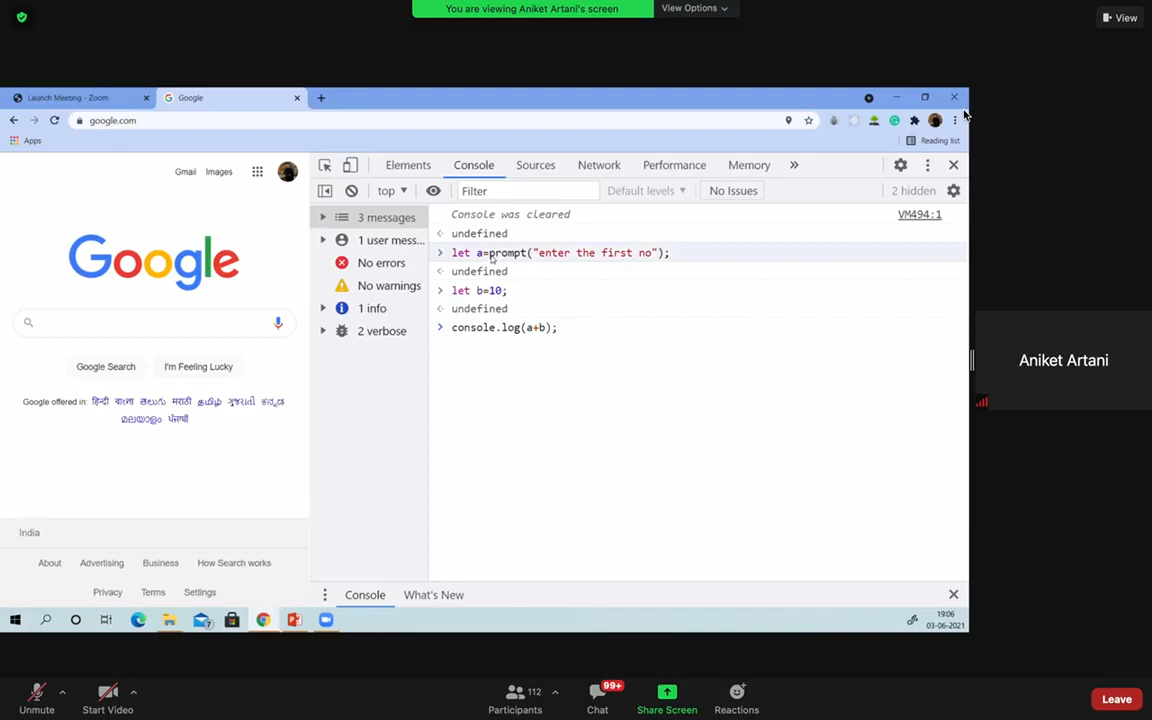 You are viewing Aniket Artani's screen
View Options
View
Launch Meeting - Zoom
Google
google.com
Apps
Reading list
Gmail Images
Elements Console Sources Network Performance Memory
top Filter Default levels No Issues 2 hidden
3 messages
1 user mess...
No errors
No warnings
1 info
2 verbose
Console was cleared VM494:1
undefined
let a=prompt("enter the first no");
undefined
let b=10;
undefined
console.log(a+b);
Google
Google Search I'm Feeling Lucky
Google offered in: हिन्दी বাংলা తెలుగు मराठी தமிழ் ગુજરાતી ಕನ್ನಡ
മലയാളം ਪੰਜਾਬੀ
India
About Advertising Business How Search works
Privacy Terms Settings
Console What's New
7
19:06
03-06-2021
Aniket Artani
Unmute
Start Video
112
Participants
99+
Chat
Share Screen
Reactions
Leave